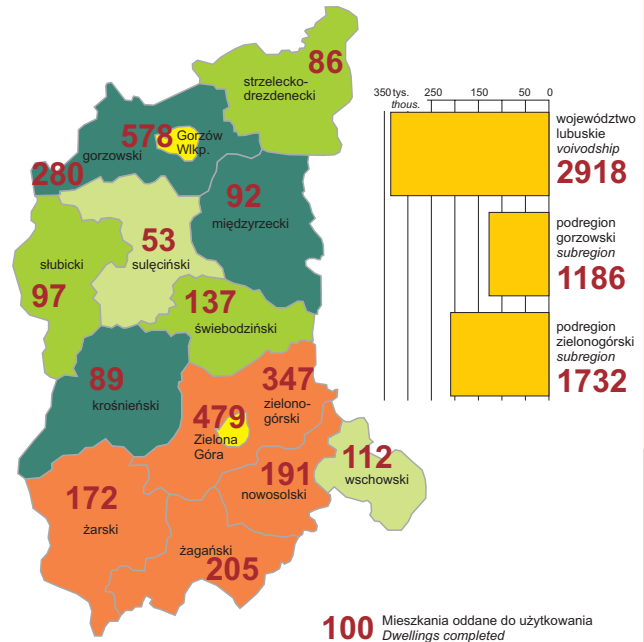 86
strzelecko-
drezdenecki
578
Gorzów
Wlkp.
gorzowski
280
92
międzyrzecki
53
sulęciński
słubicki
97
137
świebodziński
89
krośnieński
347
zielono-
górski
479
Zielona
Góra
112
wschowski
191
nowosolski
172
żarski
żagański
205
350 tys. 250 150 50 0
thous.
województwo
lubuskie
voivodship
2918
podregion
gorzowski
subregion
1186
podregion
zielonogórski
subregion
1732
100 Mieszkania oddane do użytkowania
Dwellings completed